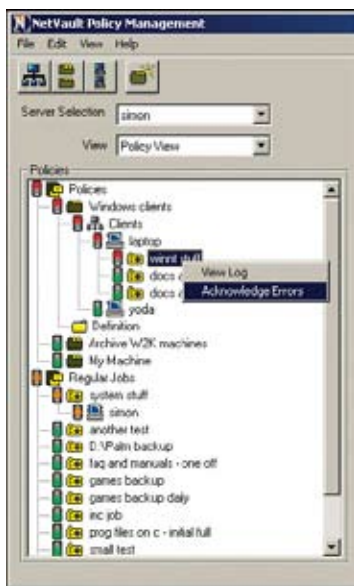 NetVault Policy Management
File Edit View Help
Server Selection simon
View Policy View
Policies
Policies
Windows clients
Clients
laptop
winnt stuff
View Log
docs a
Acknowledge Errors
docs a
yoda
Definition
Archive W2K machines
My Machine
Regular Jobs
system stuff
simon
another test
D:\Palm backup
faq and manuals - one off
games backup
games backup daily
inc job
prog files on c - initial full
small test